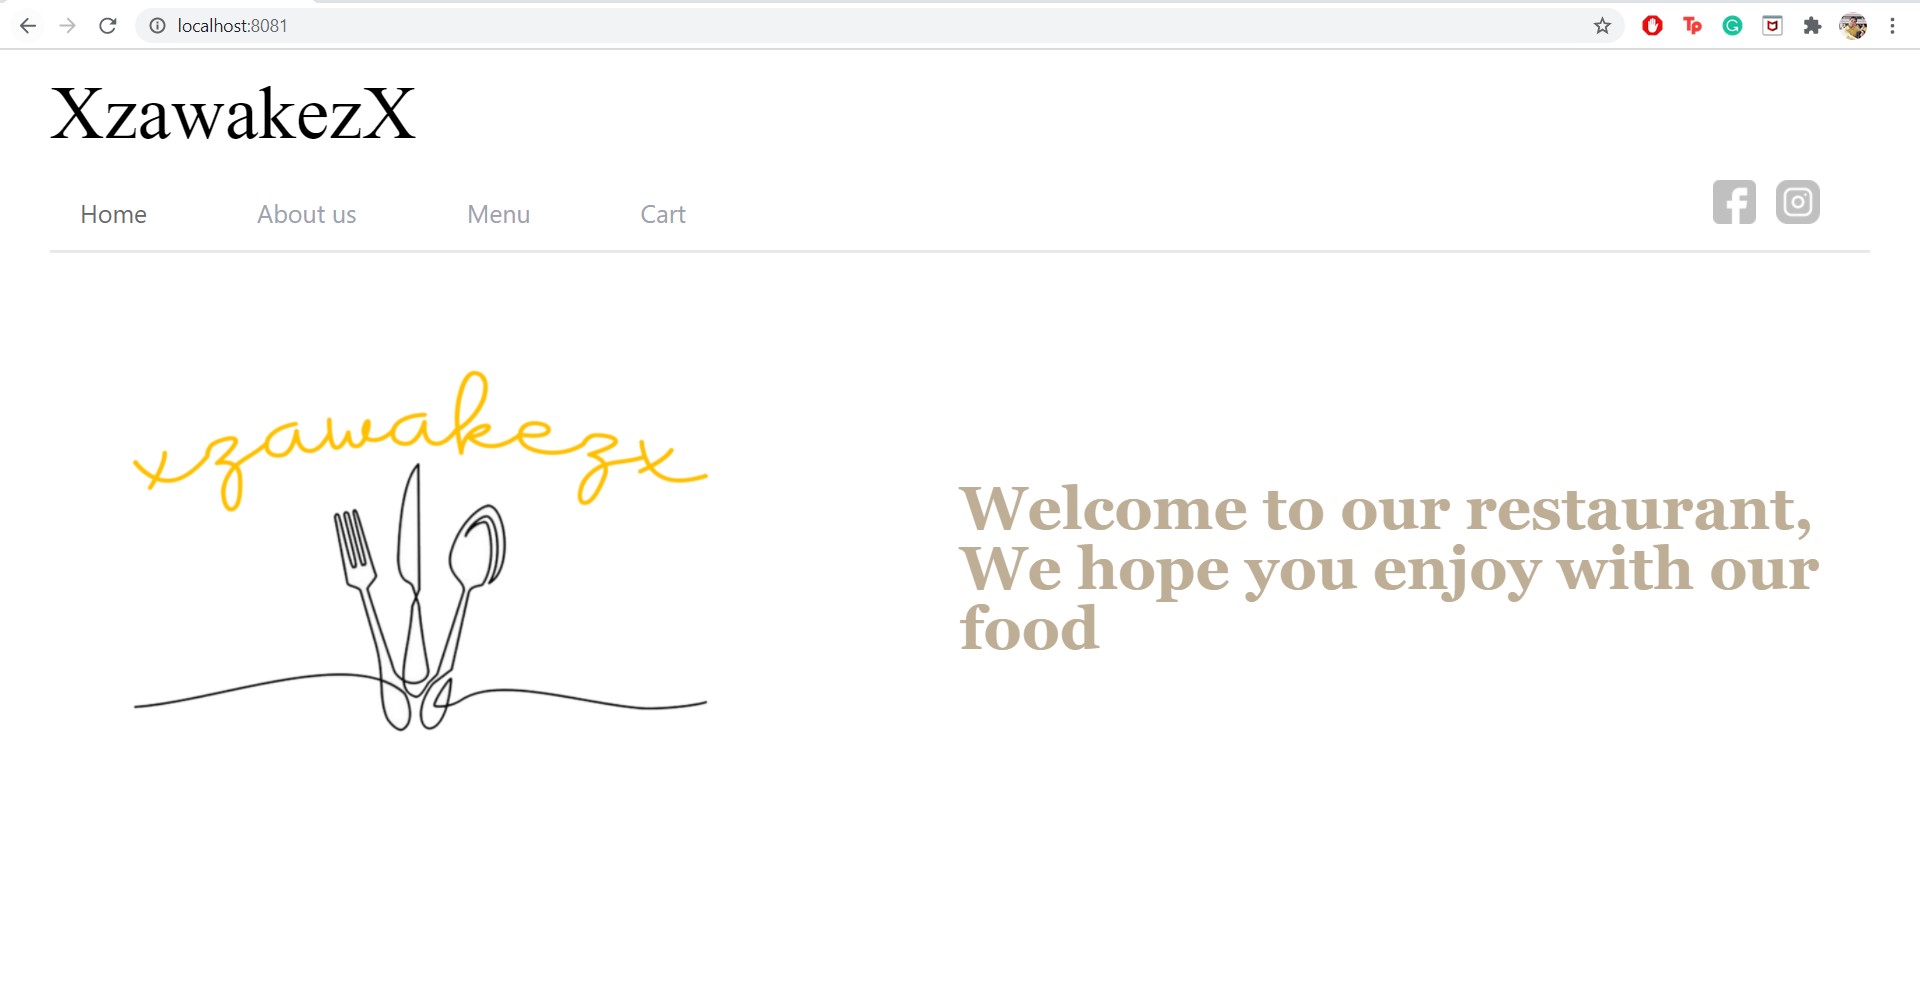 localhost:8081
XzawakezX
Home About us Menu Cart
xzawakezx
Welcome to our restaurant,
We hope you enjoy with our
food